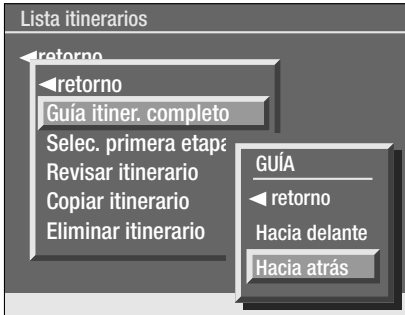 Lista itinerarios
◄retorno
◄retorno
Guía itiner. completo
Selec. primera etapa
Revisar itinerario
Copiar itinerario
Eliminar itinerario
GUÍA
◄ retorno
Hacia delante
Hacia atrás